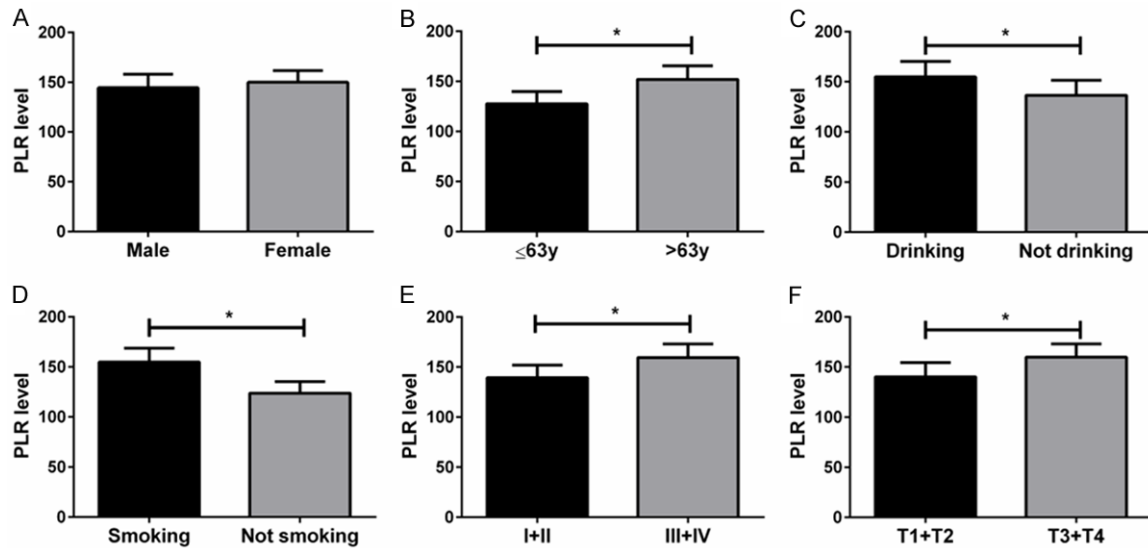 A
PLR level
200
150
100
50
0
Male Female
B
*
PLR level
200
150
100
50
0
≤63y >63y
C
*
PLR level
200
150
100
50
0
Drinking Not drinking
D
*
PLR level
200
150
100
50
0
Smoking Not smoking
E
*
PLR level
200
150
100
50
0
I+II III+IV
F
*
PLR level
200
150
100
50
0
T1+T2 T3+T4